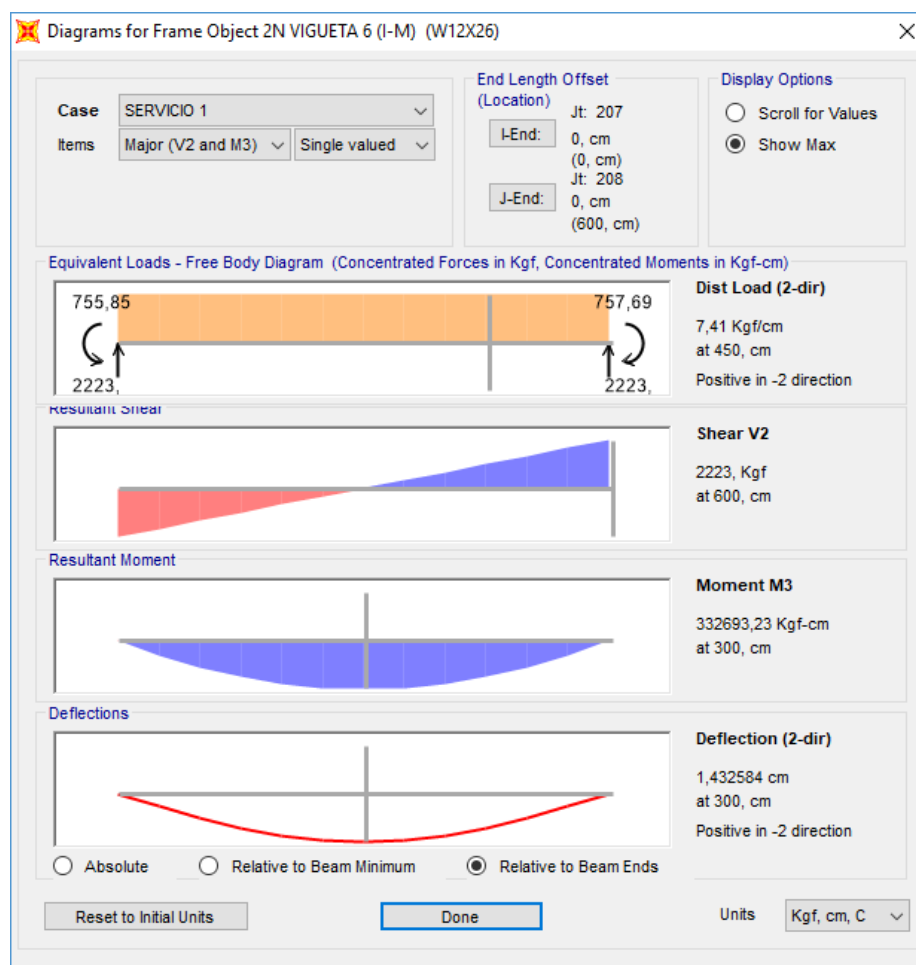 Diagrams for Frame Object 2N VIGUETA 6 (I-M) (W12X26)
Case SERVICIO 1
Items Major (V2 and M3) Single valued
End Length Offset
(Location)
Jt: 207
I-End: 0, cm
(0, cm)
Jt: 208
J-End: 0, cm
(600, cm)
Display Options
Scroll for Values
Show Max
Equivalent Loads - Free Body Diagram (Concentrated Forces in Kgf, Concentrated Moments in Kgf-cm)
755,85 757,69
2223, 2223,
Dist Load (2-dir)
7,41 Kgf/cm
at 450, cm
Positive in -2 direction
Resultant Shear
Shear V2
2223, Kgf
at 600, cm
Resultant Moment
Moment M3
332693,23 Kgf-cm
at 300, cm
Deflections
Deflection (2-dir)
1,432584 cm
at 300, cm
Positive in -2 direction
Absolute Relative to Beam Minimum Relative to Beam Ends
Reset to Initial Units Done Units Kgf, cm, C